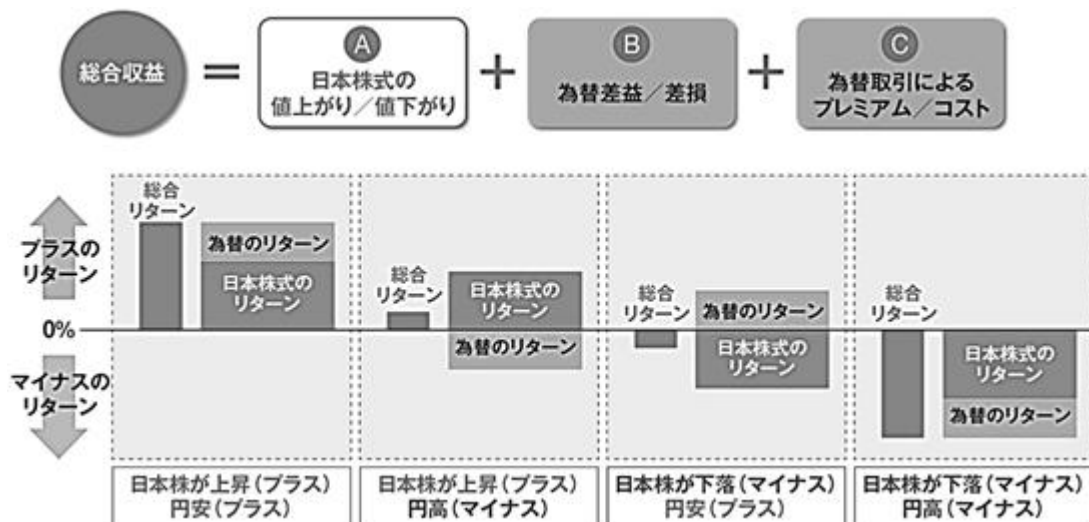 総合収益
=
A
日本株式の
値上がり／値下がり
+
B
為替差益／差損
+
C
為替取引による
プレミアム／コスト
プラスの
リターン
0%
マイナスの
リターン
総合
リターン
為替のリターン
日本株式の
リターン
総合
リターン
日本株式の
リターン
為替のリターン
総合
リターン
為替のリターン
日本株式の
リターン
総合
リターン
日本株式の
リターン
為替のリターン
日本株が上昇（プラス）
円安（プラス）
日本株が上昇（プラス）
円高（マイナス）
日本株が下落（マイナス）
円安（プラス）
日本株が下落（マイナス）
円高（マイナス）